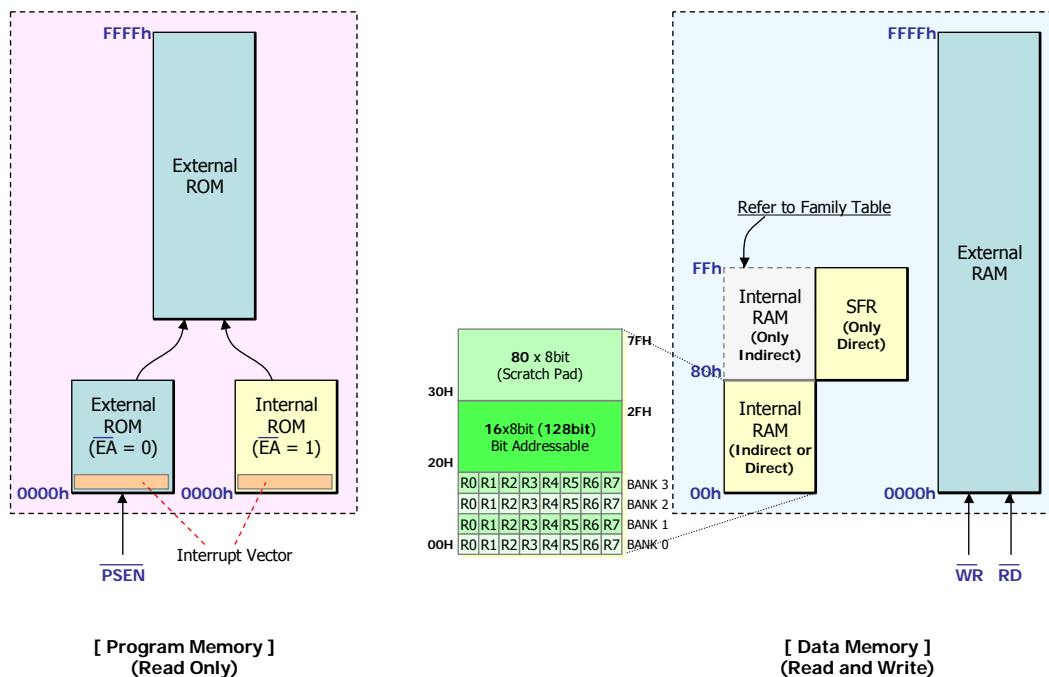 FFFFh
External
ROM
External
ROM
(EA = 0)
Internal
ROM
(EA = 1)
0000h
0000h
Interrupt Vector
PSEN
[ Program Memory ]
(Read Only)
7FH
80 x 8bit
(Scratch Pad)
30H
2FH
16x8bit (128bit)
Bit Addressable
20H
R0 R1 R2 R3 R4 R5 R6 R7 BANK 3
R0 R1 R2 R3 R4 R5 R6 R7 BANK 2
R0 R1 R2 R3 R4 R5 R6 R7 BANK 1
00H R0 R1 R2 R3 R4 R5 R6 R7 BANK 0
FFFFh
Refer to Family Table
FFh
Internal
RAM
(Only
Indirect)
SFR
(Only
Direct)
80h
Internal
RAM
(Indirect or
Direct)
00h
External
RAM
0000h
WR RD
[ Data Memory ]
(Read and Write)